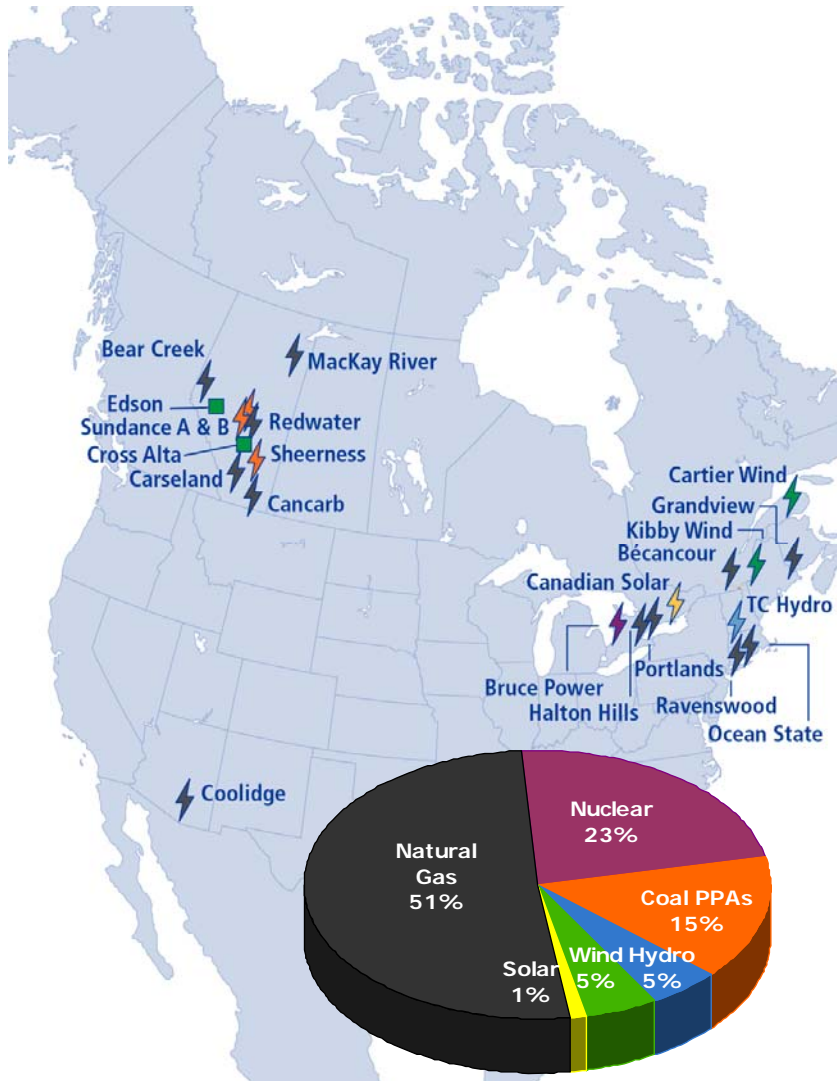 Bear Creek
MacKay River
Edson
Sundance A & B
Redwater
Cross Alta
Sheerness
Carseland
Cancarb
Cartier Wind
Grandview
Kibby Wind
Bécancour
Canadian Solar
TC Hydro
Portlands
Bruce Power
Ravenswood
Halton Hills
Ocean State
Coolidge
Nuclear
23%
Natural
Gas
51%
Coal PPAs
15%
Wind
5%
Hydro
5%
Solar
1%